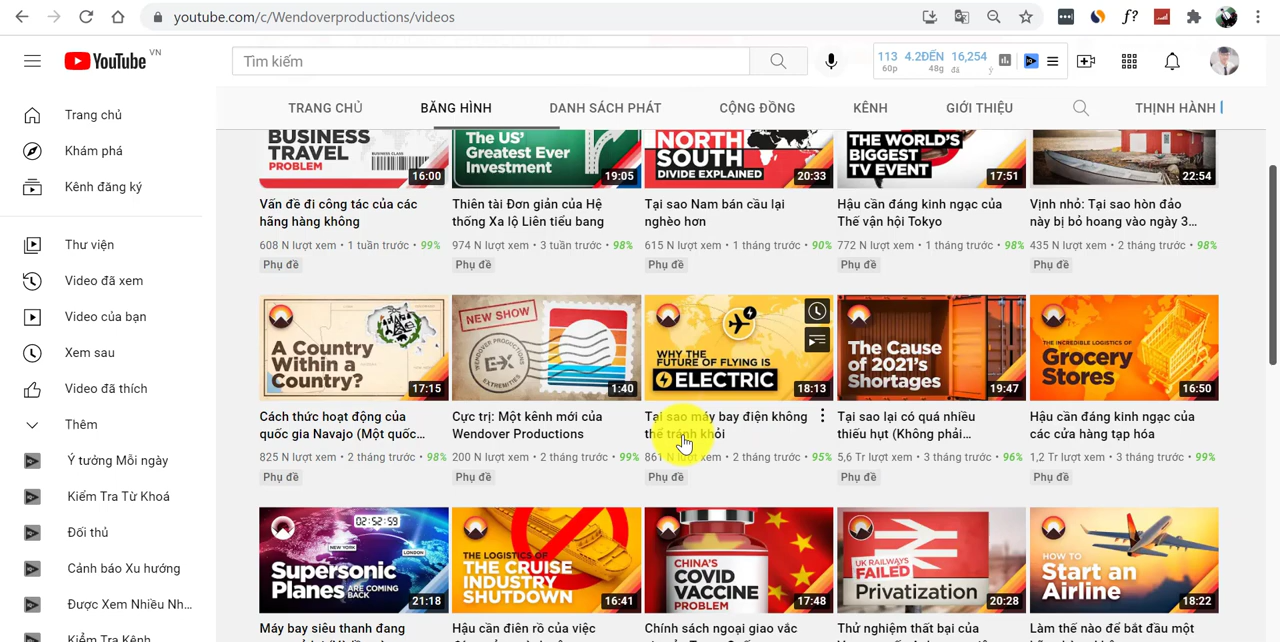 youtube.com/c/Wendoverproductions/videos
YouTube VN
Tìm kiếm
113 4.2ĐẾN 16,254
60p 48g đá
Trang chủ
Khám phá
Kênh đăng ký
Thư viện
Video đã xem
Video của bạn
Xem sau
Video đã thích
Thêm
Ý tưởng Mỗi ngày
Kiểm Tra Từ Khoá
Đối thủ
Cảnh báo Xu hướng
Được Xem Nhiều Nh...
Kiểm Tra Kênh
TRANG CHỦ BĂNG HÌNH DANH SÁCH PHÁT CỘNG ĐỒNG KÊNH GIỚI THIỆU THỊNH HÀNH
BUSINESS
TRAVEL
PROBLEM
16:00
The US'
Greatest Ever
Investment
19:05
NORTH
SOUTH
DIVIDE EXPLAINED
20:33
THE WORLD'S
BIGGEST
TV EVENT
17:51
22:54
Vấn đề đi công tác của các
hãng hàng không
608 N lượt xem • 1 tuần trước • 99%
Phụ đề
Thiên tài Đơn giản của Hệ
thống Xa lộ Liên tiểu bang
974 N lượt xem • 3 tuần trước • 98%
Phụ đề
Tại sao Nam bán cầu lại
nghèo hơn
615 N lượt xem • 1 tháng trước • 90%
Phụ đề
Hậu cần đáng kinh ngạc của
Thế vận hội Tokyo
772 N lượt xem • 1 tháng trước • 98%
Phụ đề
Vịnh nhỏ: Tại sao hòn đảo
này bị bỏ hoang vào ngày 3...
435 N lượt xem • 2 tháng trước • 98%
Phụ đề
A Country
Within a
Country?
17:15
NEW SHOW
WENDOVER PRODUCTIONS
E-X
EXTREMITIES
1:40
WHY THE
FUTURE OF FLYING IS
ELECTRIC
18:13
The Cause
of 2021's
Shortages
19:47
THE INCREDIBLE LOGISTICS OF
Grocery
Stores
16:50
Cách thức hoạt động của
quốc gia Navajo (Một quốc...
825 N lượt xem • 2 tháng trước • 98%
Phụ đề
Cực trị: Một kênh mới của
Wendover Productions
200 N lượt xem • 2 tháng trước • 99%
Phụ đề
Tại sao máy bay điện không
thể tránh khỏi
861 N lượt xem • 2 tháng trước • 95%
Phụ đề
Tại sao lại có quá nhiều
thiếu hụt (Không phải...
5,6 Tr lượt xem • 3 tháng trước • 96%
Phụ đề
Hậu cần đáng kinh ngạc của
các cửa hàng tạp hóa
1,2 Tr lượt xem • 3 tháng trước • 99%
Phụ đề
02:52:59
NEW YORK
LONDON
Supersonic
Planes ARE COMING
BACK
21:18
THE LOGISTICS OF
THE CRUISE
INDUSTRY
SHUTDOWN
16:41
CHINA'S
COVID
VACCINE
PROBLEM
17:48
UK RAILWAYS
FAILED
Privatization
20:28
HOW TO
Start an
Airline
18:22
Máy bay siêu thanh đang
Hậu cần điên rồ của việc
Chính sách ngoại giao vắc
Thử nghiệm thất bại của
Làm thế nào để bắt đầu một